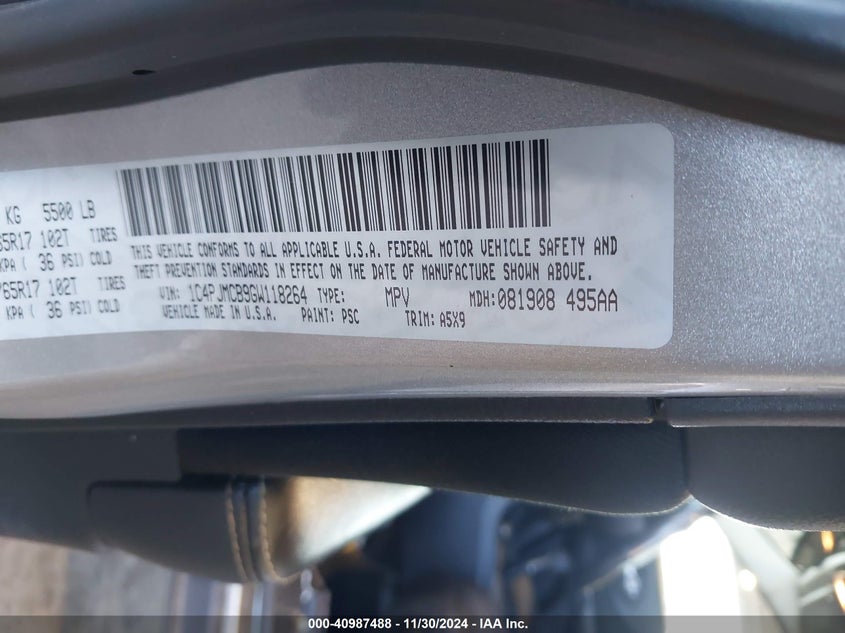 KG 5500 LB
65R17 102T TIRES
KPA ( 36 PSI) COLD
/65R17 102T TIRES
KPA ( 36 PSI) COLD
THIS VEHICLE CONFORMS TO ALL APPLICABLE U.S.A. FEDERAL MOTOR VEHICLE SAFETY AND
THEFT PREVENTION STANDARDS IN EFFECT ON THE DATE OF MANUFACTURE SHOWN ABOVE.
VIN: 1C4PJMCB9GW118264 TYPE: MPV MDH:081908 495AA
VEHICLE MADE IN U.S.A. PAINT: PSC TRIM: A5X9
000-40987488 - 11/30/2024 - IAA Inc.